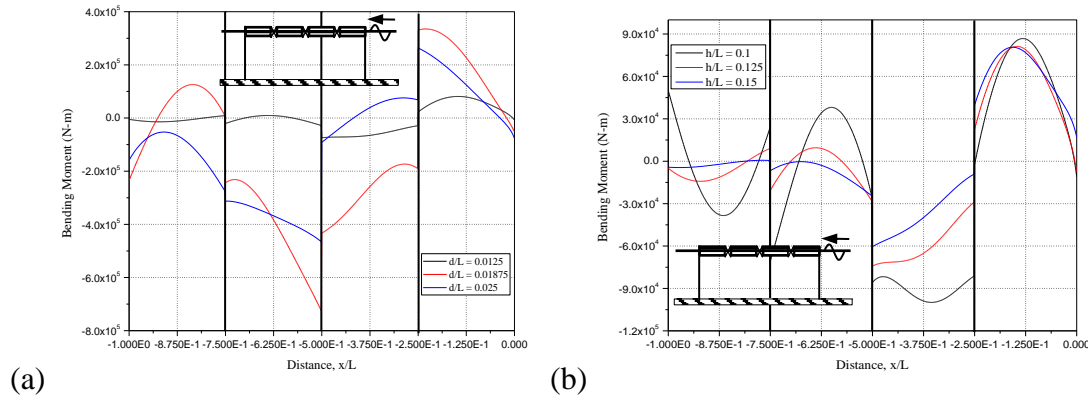 (a)
Bending Moment (N-m)
4.0x10⁵
2.0x10⁵
0.0
-2.0x10⁵
-4.0x10⁵
-6.0x10⁵
-8.0x10⁵
d/L = 0.0125
d/L = 0.01875
d/L = 0.025
-1.000E0 -8.750E-1 -7.500E-1 -6.250E-1 -5.000E-1 -3.750E-1 -2.500E-1 -1.250E-1 0.000
Distance, x/L
(b)
Bending Moment (N-m)
9.0x10⁴
6.0x10⁴
3.0x10⁴
0.0
-3.0x10⁴
-6.0x10⁴
-9.0x10⁴
-1.2x10⁵
h/L = 0.1
h/L = 0.125
h/L = 0.15
-1.000E0 -8.750E-1 -7.500E-1 -6.250E-1 -5.000E-1 -3.750E-1 -2.500E-1 -1.250E-1 0.000
Distance, x/L